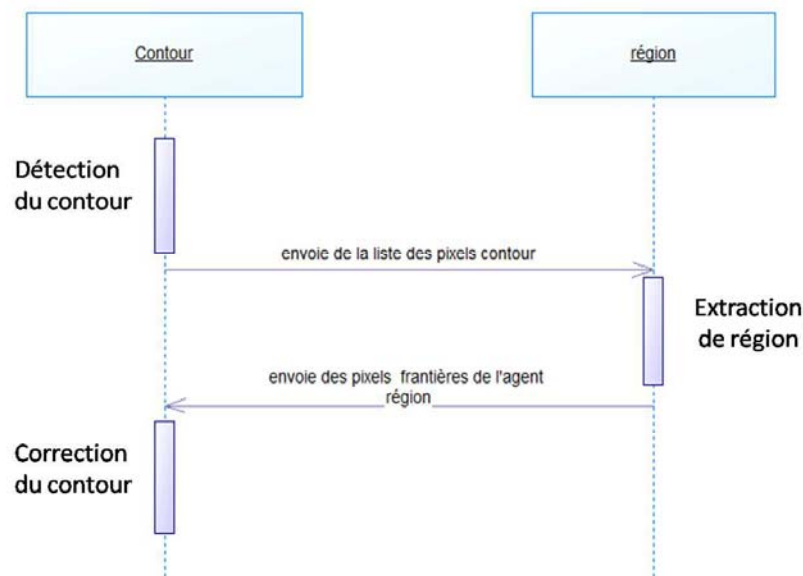 Contour
région
Détection
du contour
envoie de la liste des pixels contour
Extraction
de région
envoie des pixels frantières de l'agent
région
Correction
du contour